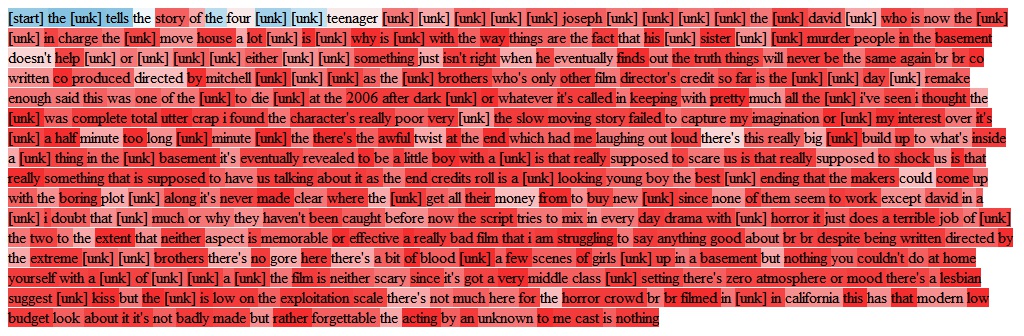 [start] the [unk] tells the story of the four [unk] [unk] teenager [unk] [unk] [unk] [unk] [unk] joseph [unk] [unk] [unk] [unk] the [unk] david [unk] who is now the [unk]
[unk] in charge the [unk] move house a lot [unk] is [unk] why is [unk] with the way things are the fact that his [unk] sister [unk] [unk] murder people in the basement
doesn't help [unk] or [unk] [unk] either [unk] [unk] something just isn't right when he eventually finds out the truth things will never be the same again br br co
written co produced directed by mitchell [unk] [unk] [unk] as the [unk] brothers who's only other film director's credit so far is the [unk] [unk] day [unk] remake
enough said this was one of the [unk] to die [unk] at the 2006 after dark [unk] or whatever it's called in keeping with pretty much all the [unk] i've seen i thought the
[unk] was complete total utter crap i found the character's really poor very [unk] the slow moving story failed to capture my imagination or [unk] my interest over it's
[unk] a half minute too long [unk] minute [unk] the there's the awful twist at the end which had me laughing out loud there's this really big [unk] build up to what's inside
a [unk] thing in the [unk] basement it's eventually revealed to be a little boy with a [unk] is that really supposed to scare us is that really supposed to shock us is that
really something that is supposed to have us talking about it as the end credits roll is a [unk] looking young boy the best [unk] ending that the makers could come up
with the boring plot [unk] along it's never made clear where the [unk] get all their money from to buy new [unk] since none of them seem to work except david in a
[unk] i doubt that [unk] much or why they haven't been caught before now the script tries to mix in every day drama with [unk] horror it just does a terrible job of [unk]
the two to the extent that neither aspect is memorable or effective a really bad film that i am struggling to say anything good about br br despite being written directed by
the extreme [unk] [unk] brothers there's no gore here there's a bit of blood [unk] a few scenes of girls [unk] up in a basement but nothing you couldn't do at home
yourself with a [unk] of [unk] [unk] a [unk] the film is neither scary since it's got a very middle class [unk] setting there's zero atmosphere or mood there's a lesbian
suggest [unk] kiss but the [unk] is low on the exploitation scale there's not much here for the horror crowd br br filmed in [unk] in california this has that modern low
budget look about it it's not badly made but rather forgettable the acting by an unknown to me cast is nothing